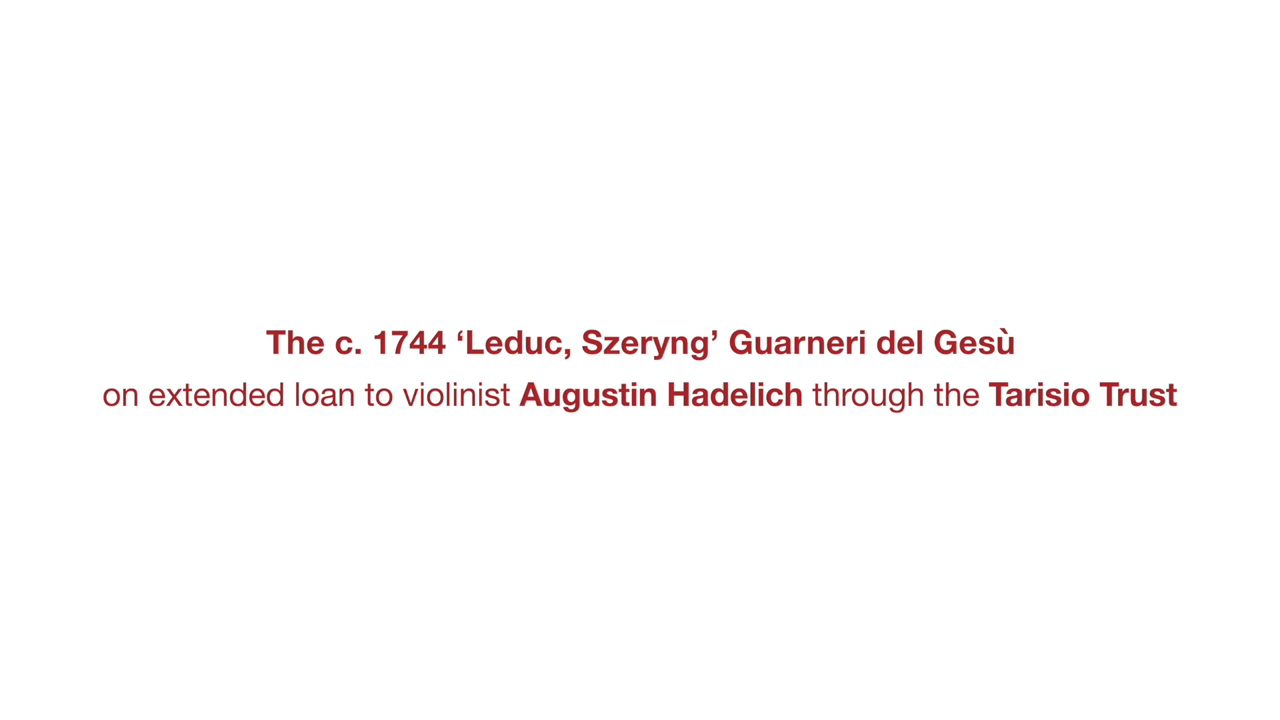 The c. 1744 ‘Leduc, Szeryng’ Guarneri del Gesù
on extended loan to violinist Augustin Hadelich through the Tarisio Trust